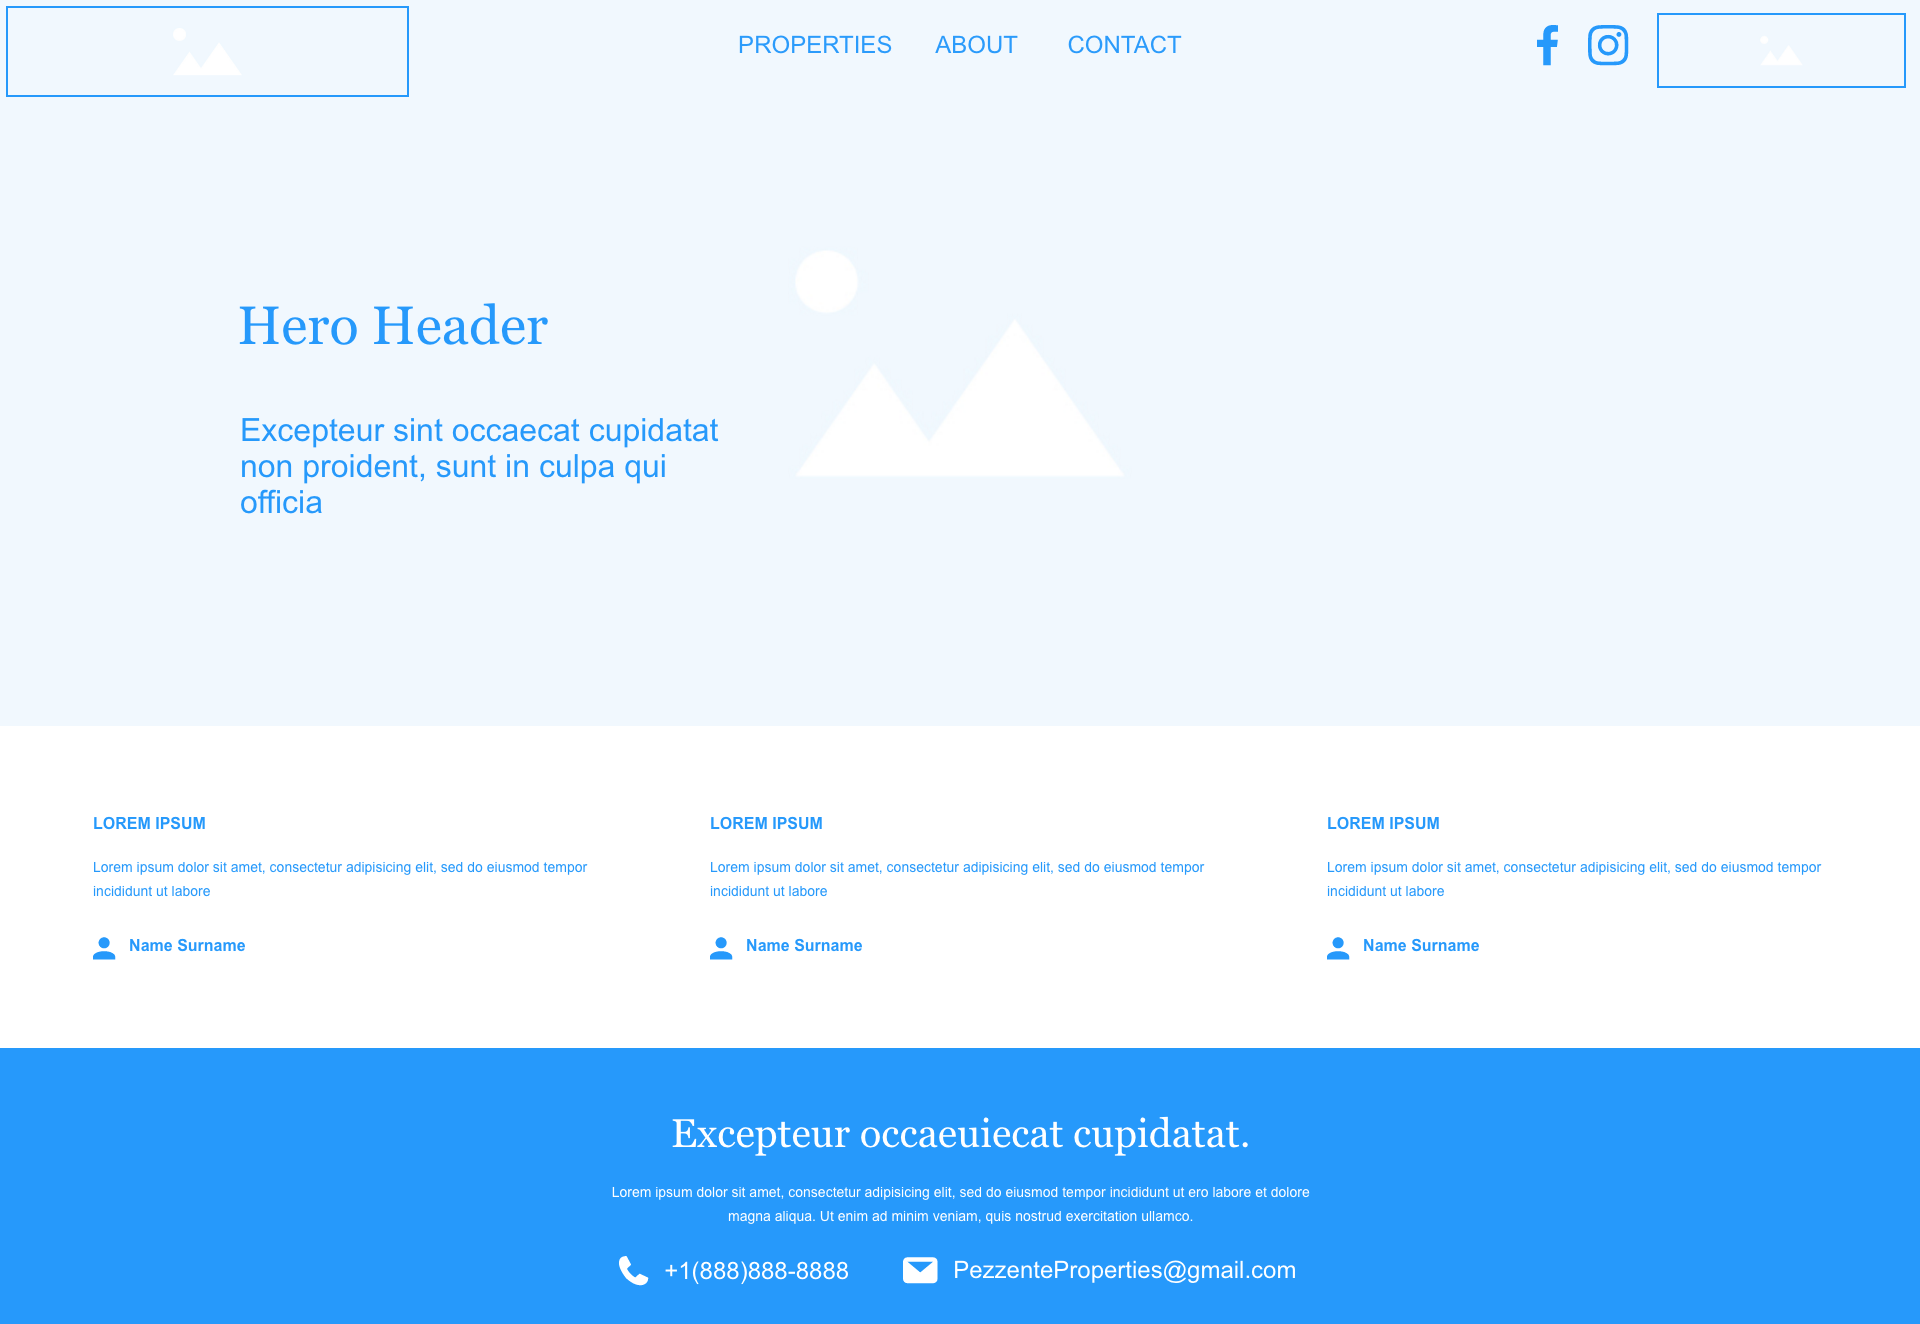 PROPERTIES ABOUT CONTACT
Hero Header
Excepteur sint occaecat cupidatat
non proident, sunt in culpa qui
officia
LOREM IPSUM
Lorem ipsum dolor sit amet, consectetur adipisicing elit, sed do eiusmod tempor
incididunt ut labore
Name Surname
LOREM IPSUM
Lorem ipsum dolor sit amet, consectetur adipisicing elit, sed do eiusmod tempor
incididunt ut labore
Name Surname
LOREM IPSUM
Lorem ipsum dolor sit amet, consectetur adipisicing elit, sed do eiusmod tempor
incididunt ut labore
Name Surname
Excepteur occaeuiecat cupidatat.
Lorem ipsum dolor sit amet, consectetur adipisicing elit, sed do eiusmod tempor incididunt ut ero labore et dolore
magna aliqua. Ut enim ad minim veniam, quis nostrud exercitation ullamco.
+1(888)888-8888 PezzenteProperties@gmail.com